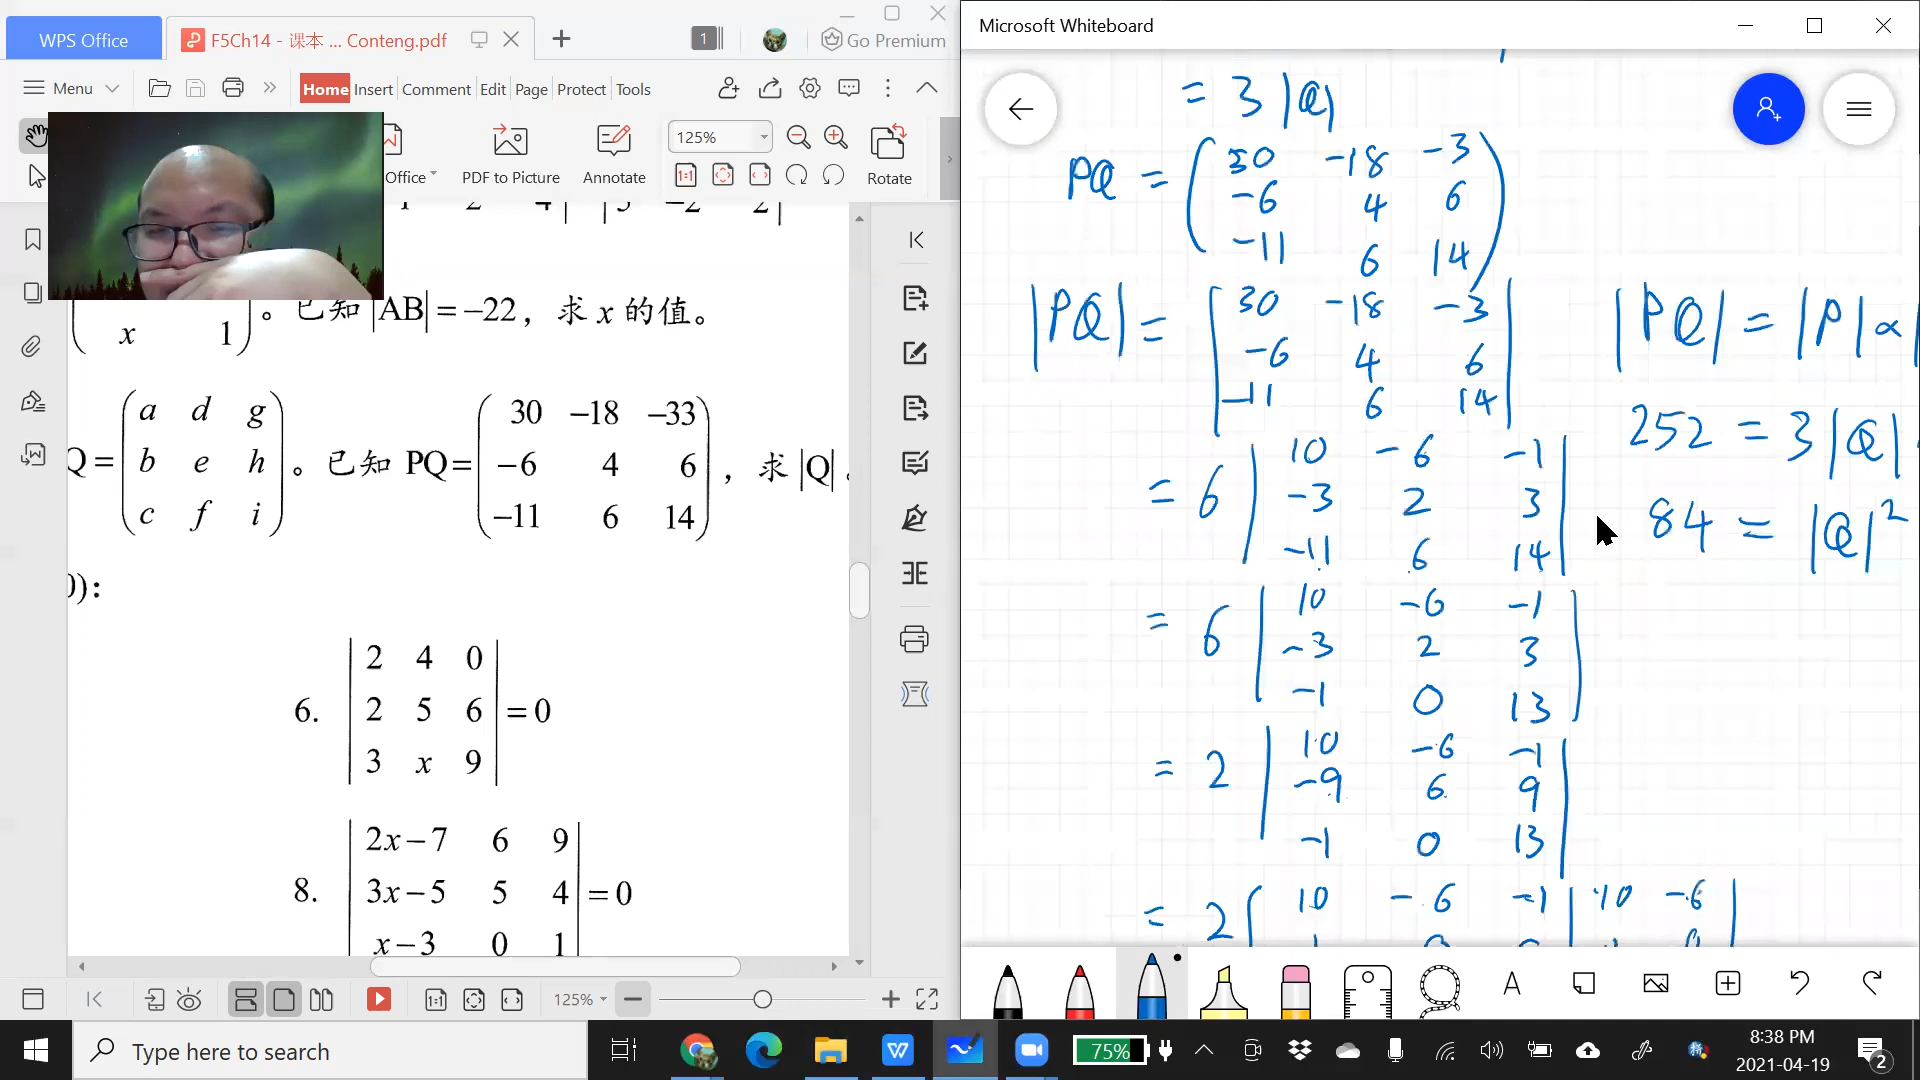 WPS Office
F5Ch14 - 课本 ... Conteng.pdf
1
Go Premium
Menu
Home Insert Comment Edit Page Protect Tools
Office
PDF to Picture
Annotate
125%
1:1
Rotate
x 1 。已知 |AB| = −22，求 x 的值。
Q = ( a d g
b e h
c f i ) 。已知 PQ = ( 30 −18 −33
−6 4 6
−11 6 14 ) ，求 |Q|
):
6. | 2 4 0
2 5 6
3 x 9 | = 0
8. | 2x−7 6 9
3x−5 5 4
x−3 0 1 | = 0
125%
Microsoft Whiteboard
= 3 |Q|
PQ = ( 30 -18 -3
-6 4 6
-11 6 14 )
|PQ| = | 30 -18 -3
-6 4 6
-11 6 14 |
= 6 | 10 -6 -1
-3 2 3
-11 6 14 |
= 6 | 10 -6 -1
-3 2 3
-1 0 13 |
= 2 | 10 -6 -1
-9 6 9
-1 0 13 |
= 2 | 10 -6 -1 | 10 -6 |
|PQ| = |P|
252 = 3|Q|
84 = |Q|²
Type here to search
75%
8:38 PM
2021-04-19
2